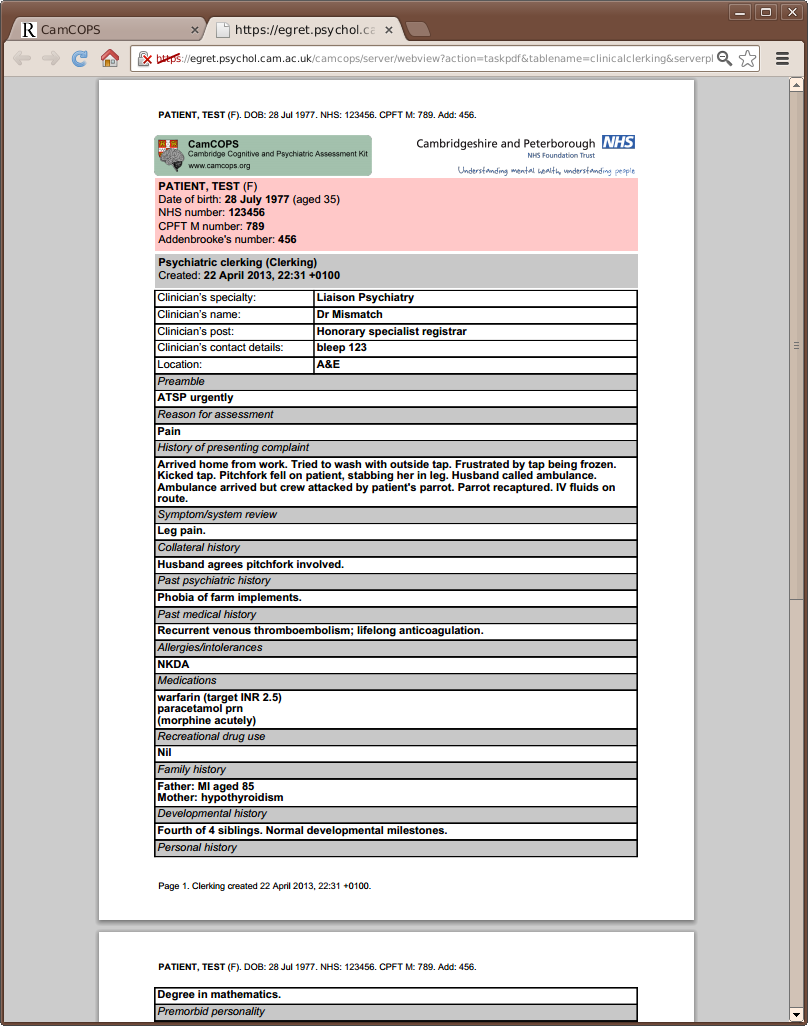 CamCOPS
https://egret.psychol.ca
https://egret.psychol.cam.ac.uk/camcops/server/webview?action=taskpdf&tablename=clinicalclerking&serverpl
PATIENT, TEST (F). DOB: 28 Jul 1977. NHS: 123456. CPFT M: 789. Add: 456.
CamCOPS
Cambridge Cognitive and Psychiatric Assessment Kit
www.camcops.org
Cambridgeshire and Peterborough NHS
NHS Foundation Trust
Understanding mental health, understanding people
PATIENT, TEST (F)
Date of birth: 28 July 1977 (aged 35)
NHS number: 123456
CPFT M number: 789
Addenbrooke's number: 456
Psychiatric clerking (Clerking)
Created: 22 April 2013, 22:31 +0100
Clinician's specialty: Liaison Psychiatry
Clinician's name: Dr Mismatch
Clinician's post: Honorary specialist registrar
Clinician's contact details: bleep 123
Location: A&E
Preamble
ATSP urgently
Reason for assessment
Pain
History of presenting complaint
Arrived home from work. Tried to wash with outside tap. Frustrated by tap being frozen.
Kicked tap. Pitchfork fell on patient, stabbing her in leg. Husband called ambulance.
Ambulance arrived but crew attacked by patient's parrot. Parrot recaptured. IV fluids on
route.
Symptom/system review
Leg pain.
Collateral history
Husband agrees pitchfork involved.
Past psychiatric history
Phobia of farm implements.
Past medical history
Recurrent venous thromboembolism; lifelong anticoagulation.
Allergies/intolerances
NKDA
Medications
warfarin (target INR 2.5)
paracetamol prn
(morphine acutely)
Recreational drug use
Nil
Family history
Father: MI aged 85
Mother: hypothyroidism
Developmental history
Fourth of 4 siblings. Normal developmental milestones.
Personal history
Page 1. Clerking created 22 April 2013, 22:31 +0100.
PATIENT, TEST (F). DOB: 28 Jul 1977. NHS: 123456. CPFT M: 789. Add: 456.
Degree in mathematics.
Premorbid personality